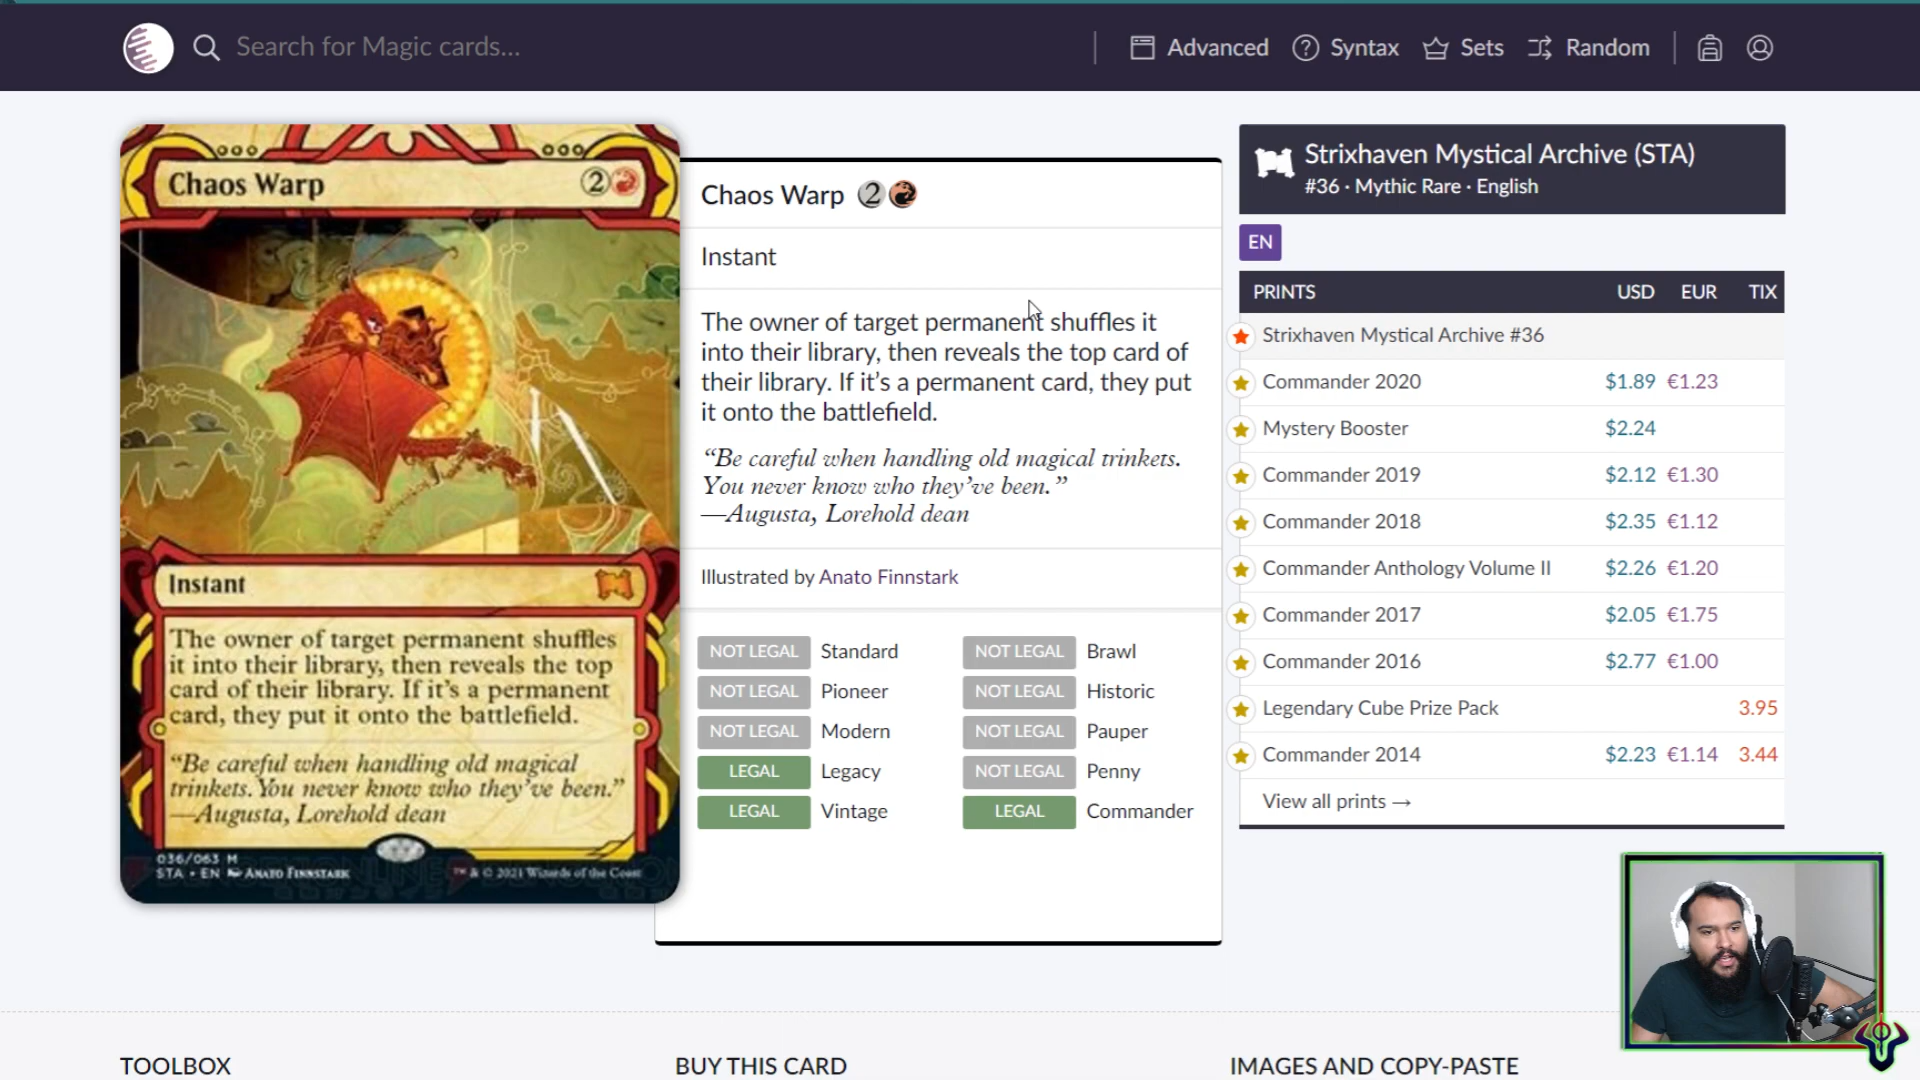 Search for Magic cards...
Advanced
Syntax
Sets
Random
Chaos Warp 2
Instant
The owner of target permanent shuffles
it into their library, then reveals the top
card of their library. If it's a permanent
card, they put it onto the battlefield.
“Be careful when handling old magical
trinkets. You never know who they've been.”
—Augusta, Lorehold dean
036/063 M
STA • EN Anato Finnstark
™ & © 2021 Wizards of the Coast
Chaos Warp 2
Instant
The owner of target permanent shuffles it
into their library, then reveals the top card of
their library. If it’s a permanent card, they put
it onto the battlefield.
“Be careful when handling old magical trinkets.
You never know who they’ve been.”
—Augusta, Lorehold dean
Illustrated by Anato Finnstark
NOT LEGAL Standard NOT LEGAL Brawl
NOT LEGAL Pioneer NOT LEGAL Historic
NOT LEGAL Modern NOT LEGAL Pauper
LEGAL Legacy NOT LEGAL Penny
LEGAL Vintage LEGAL Commander
Strixhaven Mystical Archive (STA)
#36 · Mythic Rare · English
EN
PRINTS USD EUR TIX
Strixhaven Mystical Archive #36
Commander 2020 $1.89 €1.23
Mystery Booster $2.24
Commander 2019 $2.12 €1.30
Commander 2018 $2.35 €1.12
Commander Anthology Volume II $2.26 €1.20
Commander 2017 $2.05 €1.75
Commander 2016 $2.77 €1.00
Legendary Cube Prize Pack 3.95
Commander 2014 $2.23 €1.14 3.44
View all prints →
TOOLBOX
BUY THIS CARD
IMAGES AND COPY-PASTE